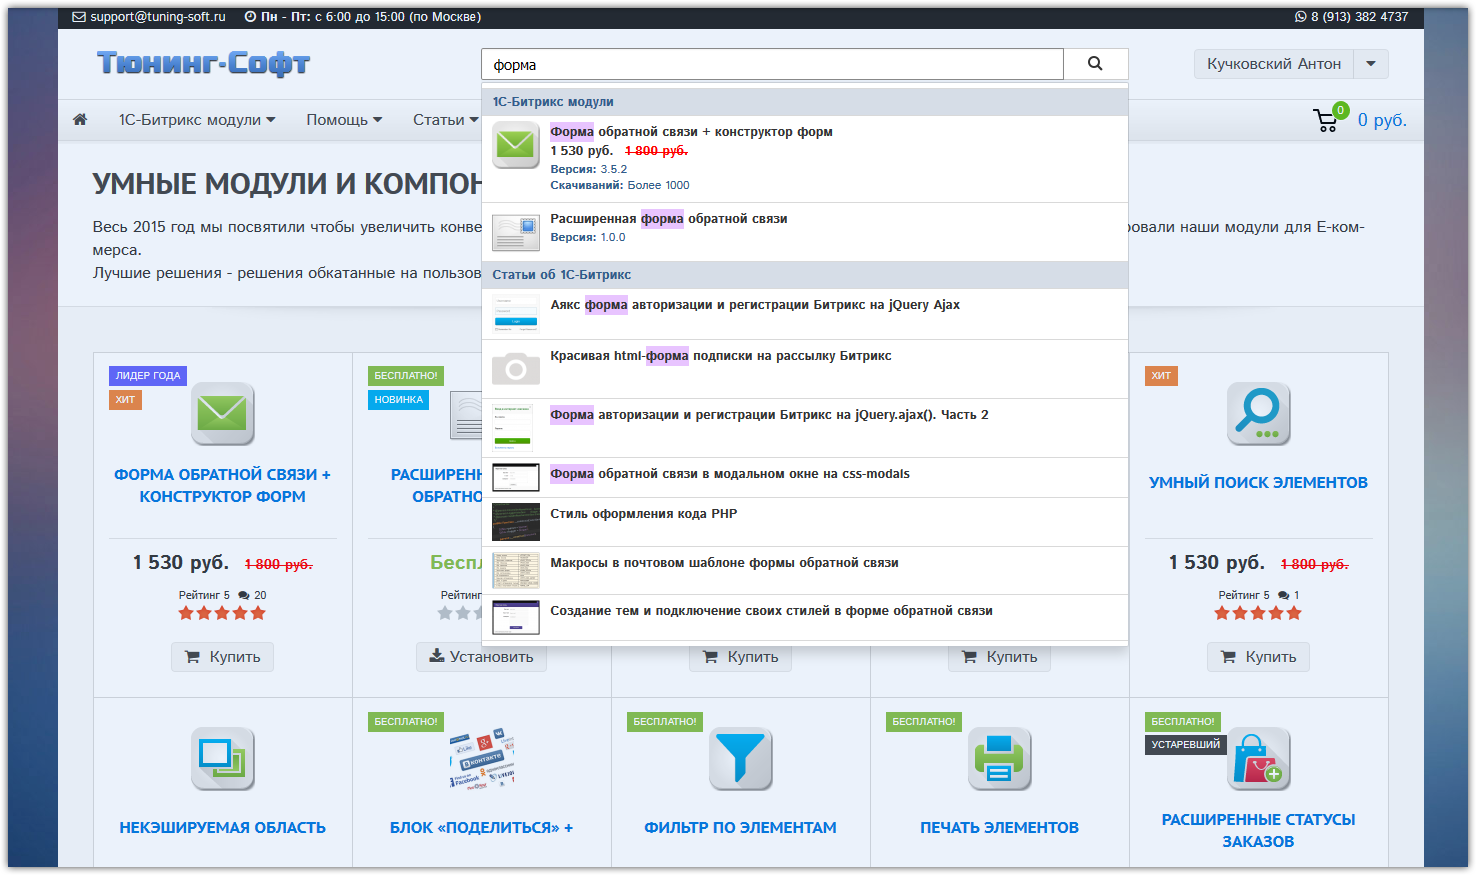 support@tuning-soft.ru Пн - Пт: с 6:00 до 15:00 (по Москве) 8 (913) 382 4737
Тюнинг-Софт
форма
Кучковский Антон
1С-Битрикс модули Помощь Статьи
0
0 руб.
1С-Битрикс модули
Форма обратной связи + конструктор форм
1 530 руб. 1 800 руб.
Версия: 3.5.2
Скачиваний: Более 1000
Расширенная форма обратной связи
Версия: 1.0.0
Статьи об 1С-Битрикс
Аякс форма авторизации и регистрации Битрикс на jQuery Ajax
Красивая html-форма подписки на рассылку Битрикс
Форма авторизации и регистрации Битрикс на jQuery.ajax(). Часть 2
Форма обратной связи в модальном окне на css-modals
Стиль оформления кода PHP
Макросы в почтовом шаблоне формы обратной связи
Создание тем и подключение своих стилей в форме обратной связи
УМНЫЕ МОДУЛИ И КОМПОН
Весь 2015 год мы посвятили чтобы увеличить конве ровали наши модули для E-ком-
мерса.
Лучшие решения - решения обкатанные на пользов
ЛИДЕР ГОДА
ХИТ
ФОРМА ОБРАТНОЙ СВЯЗИ +
КОНСТРУКТОР ФОРМ
1 530 руб. 1 800 руб.
Рейтинг 5 20
Купить
БЕСПЛАТНО!
НОВИНКА
РАСШИРЕНН
ОБРАТНО
Беспл
Рейтин
Установить
Купить
Купить
ХИТ
УМНЫЙ ПОИСК ЭЛЕМЕНТОВ
1 530 руб. 1 800 руб.
Рейтинг 5 1
Купить
НЕКЭШИРУЕМАЯ ОБЛАСТЬ
БЕСПЛАТНО!
Like
контакте
Facebook
БЛОК «ПОДЕЛИТЬСЯ» +
БЕСПЛАТНО!
ФИЛЬТР ПО ЭЛЕМЕНТАМ
БЕСПЛАТНО!
ПЕЧАТЬ ЭЛЕМЕНТОВ
БЕСПЛАТНО!
УСТАРЕВШИЙ
РАСШИРЕННЫЕ СТАТУСЫ
ЗАКАЗОВ